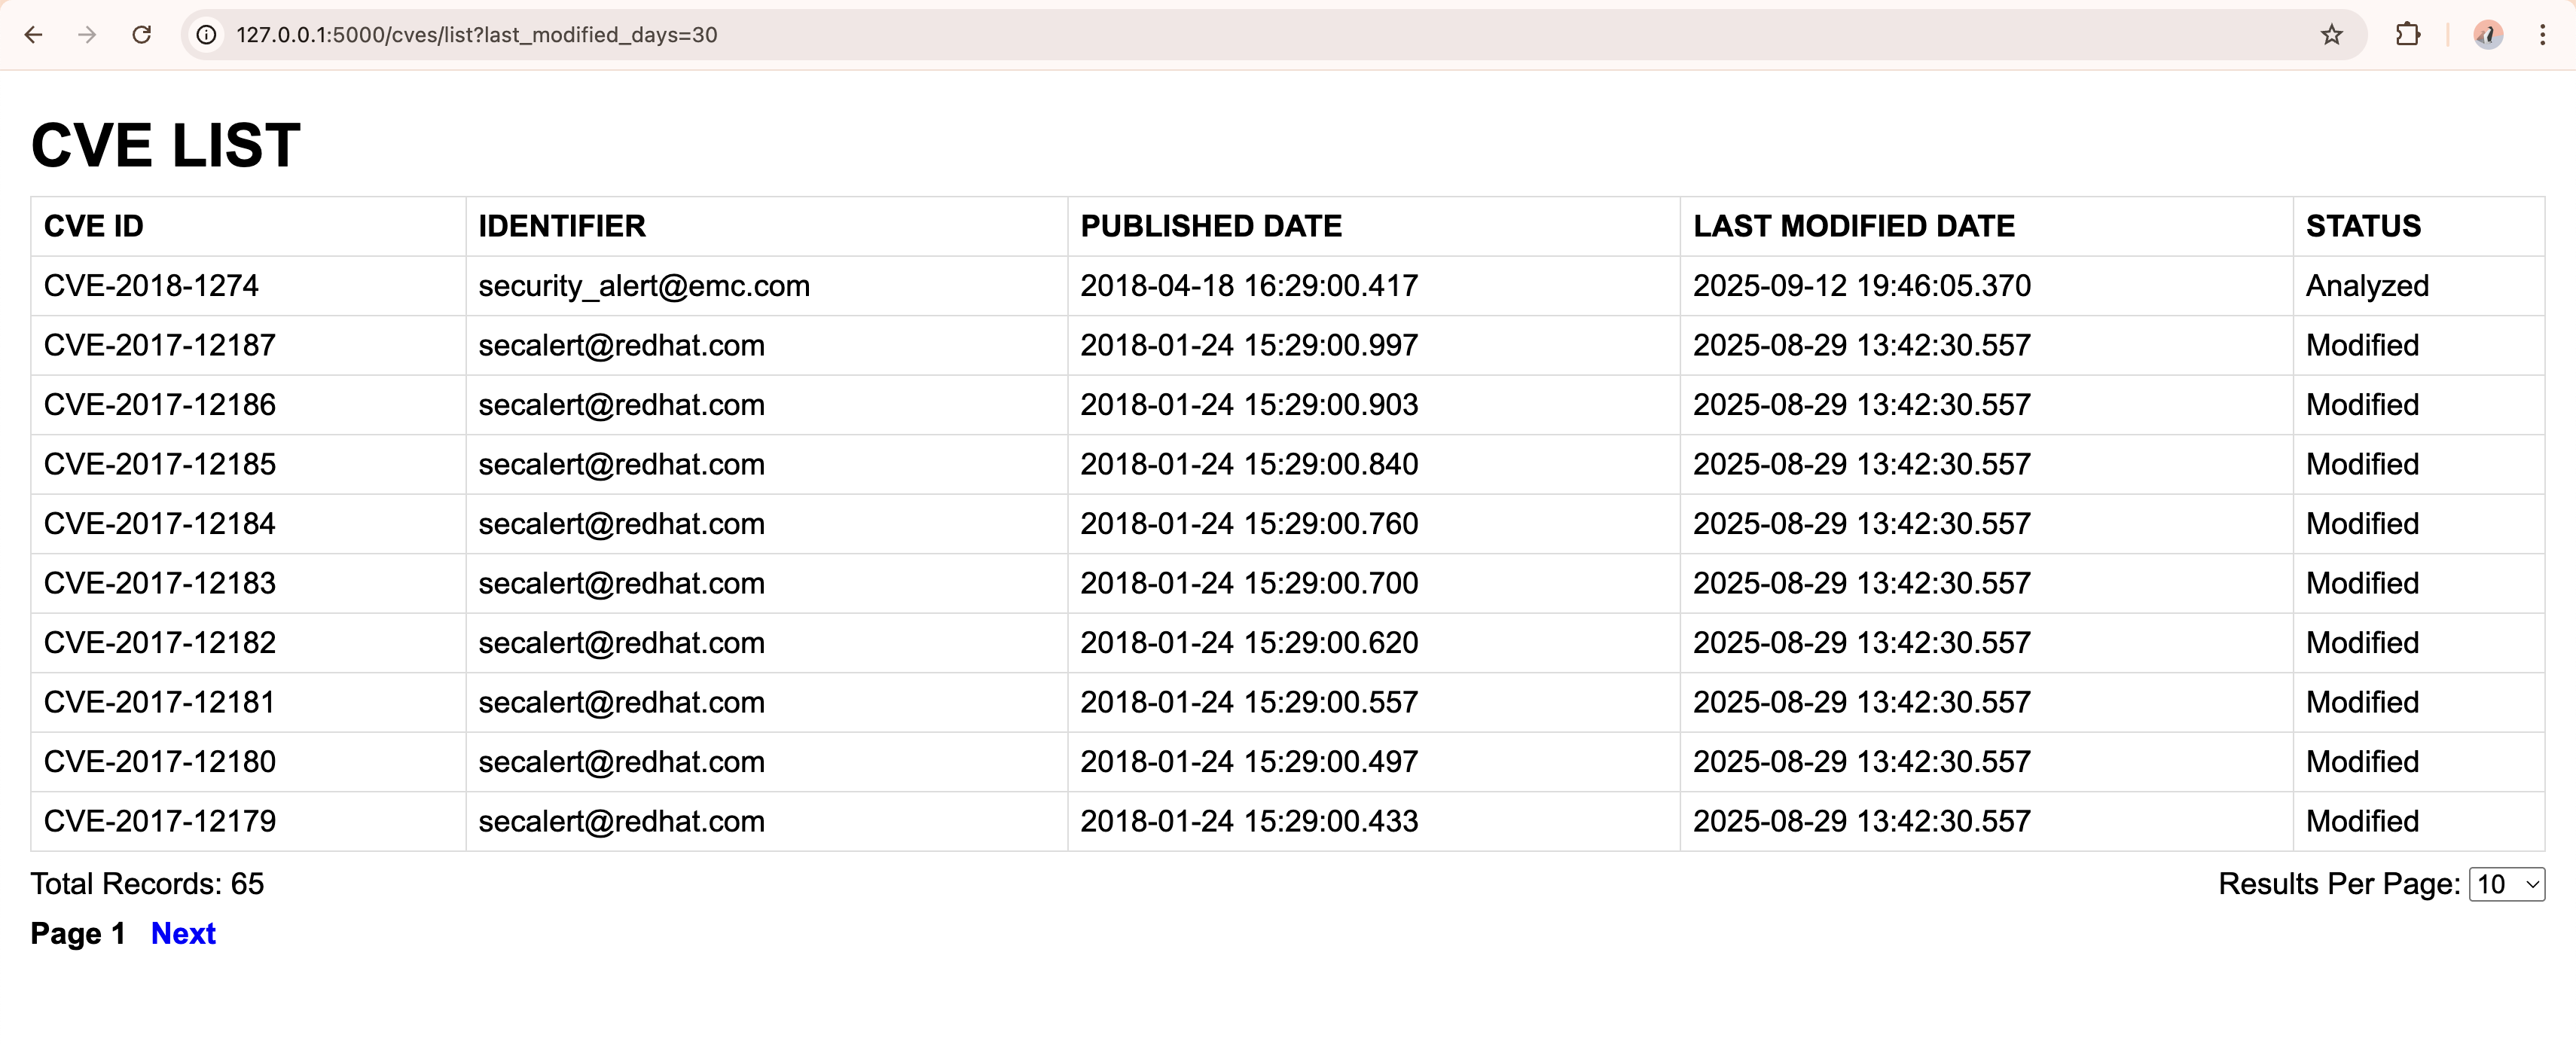 127.0.0.1:5000/cves/list?last_modified_days=30
CVE LIST
CVE ID IDENTIFIER PUBLISHED DATE LAST MODIFIED DATE STATUS
CVE-2018-1274 security_alert@emc.com 2018-04-18 16:29:00.417 2025-09-12 19:46:05.370 Analyzed
CVE-2017-12187 secalert@redhat.com 2018-01-24 15:29:00.997 2025-08-29 13:42:30.557 Modified
CVE-2017-12186 secalert@redhat.com 2018-01-24 15:29:00.903 2025-08-29 13:42:30.557 Modified
CVE-2017-12185 secalert@redhat.com 2018-01-24 15:29:00.840 2025-08-29 13:42:30.557 Modified
CVE-2017-12184 secalert@redhat.com 2018-01-24 15:29:00.760 2025-08-29 13:42:30.557 Modified
CVE-2017-12183 secalert@redhat.com 2018-01-24 15:29:00.700 2025-08-29 13:42:30.557 Modified
CVE-2017-12182 secalert@redhat.com 2018-01-24 15:29:00.620 2025-08-29 13:42:30.557 Modified
CVE-2017-12181 secalert@redhat.com 2018-01-24 15:29:00.557 2025-08-29 13:42:30.557 Modified
CVE-2017-12180 secalert@redhat.com 2018-01-24 15:29:00.497 2025-08-29 13:42:30.557 Modified
CVE-2017-12179 secalert@redhat.com 2018-01-24 15:29:00.433 2025-08-29 13:42:30.557 Modified
Total Records: 65 Results Per Page: 10
Page 1 Next